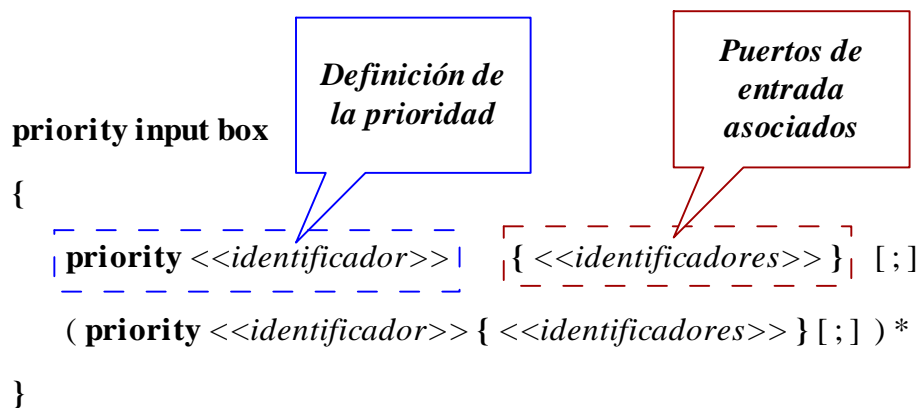 Definición de
la prioridad
Puertos de
entrada
asociados
priority input box
{
priority <<identificador>> { <<identificadores>> } [ ; ]
( priority <<identificador>> { <<identificadores>> } [ ; ] ) *
}